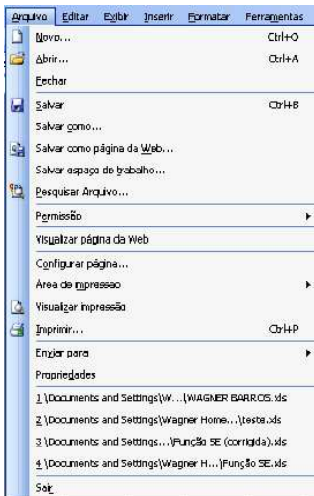 Arquivo Editar Exibir Inserir Formatar Ferramentas
Novo... Ctrl+O
Abrir... Ctrl+A
Fechar
Salvar Ctrl+B
Salvar como...
Salvar como página da Web...
Salvar espaço de trabalho...
Pesquisar Arquivo...
Permissão
Visualizar página da Web
Configurar página...
Área de impressão
Visualizar impressão
Imprimir... Ctrl+P
Enviar para
Propriedades
1 \Documents and Settings\W...\WAGNER BARROS.xls
2 \Documents and Settings\Wagner Home...\teste.xls
3 \Documents and Settings...\Função SE (corrigida).xls
4 \Documents and Settings\Wagner H...\Função SE.xls
Sair